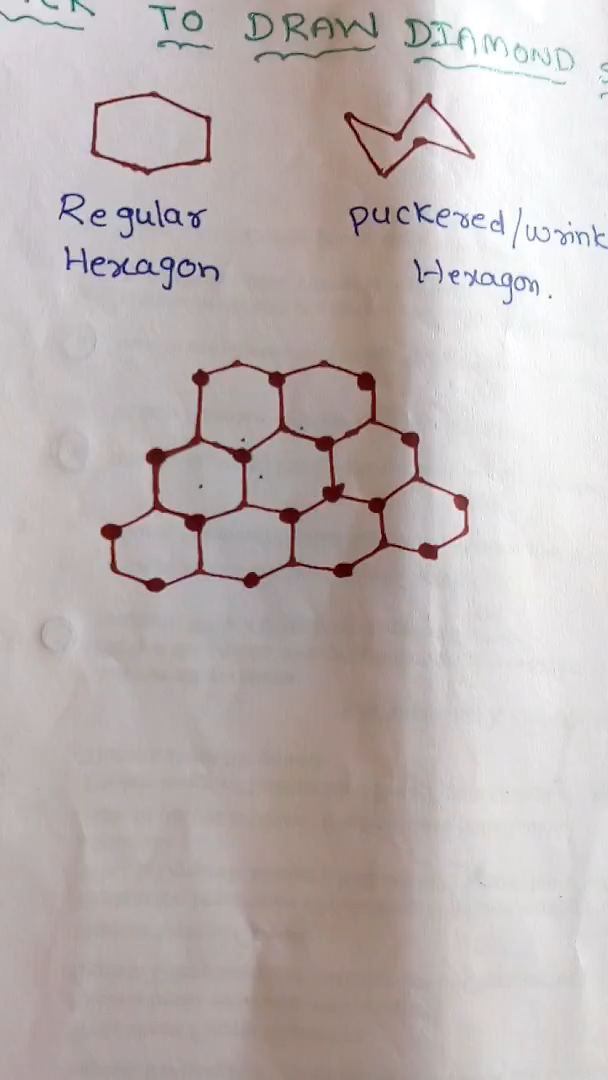 TO DRAW DIAMOND
Regular
Hexagon
puckered/wrink
Hexagon.